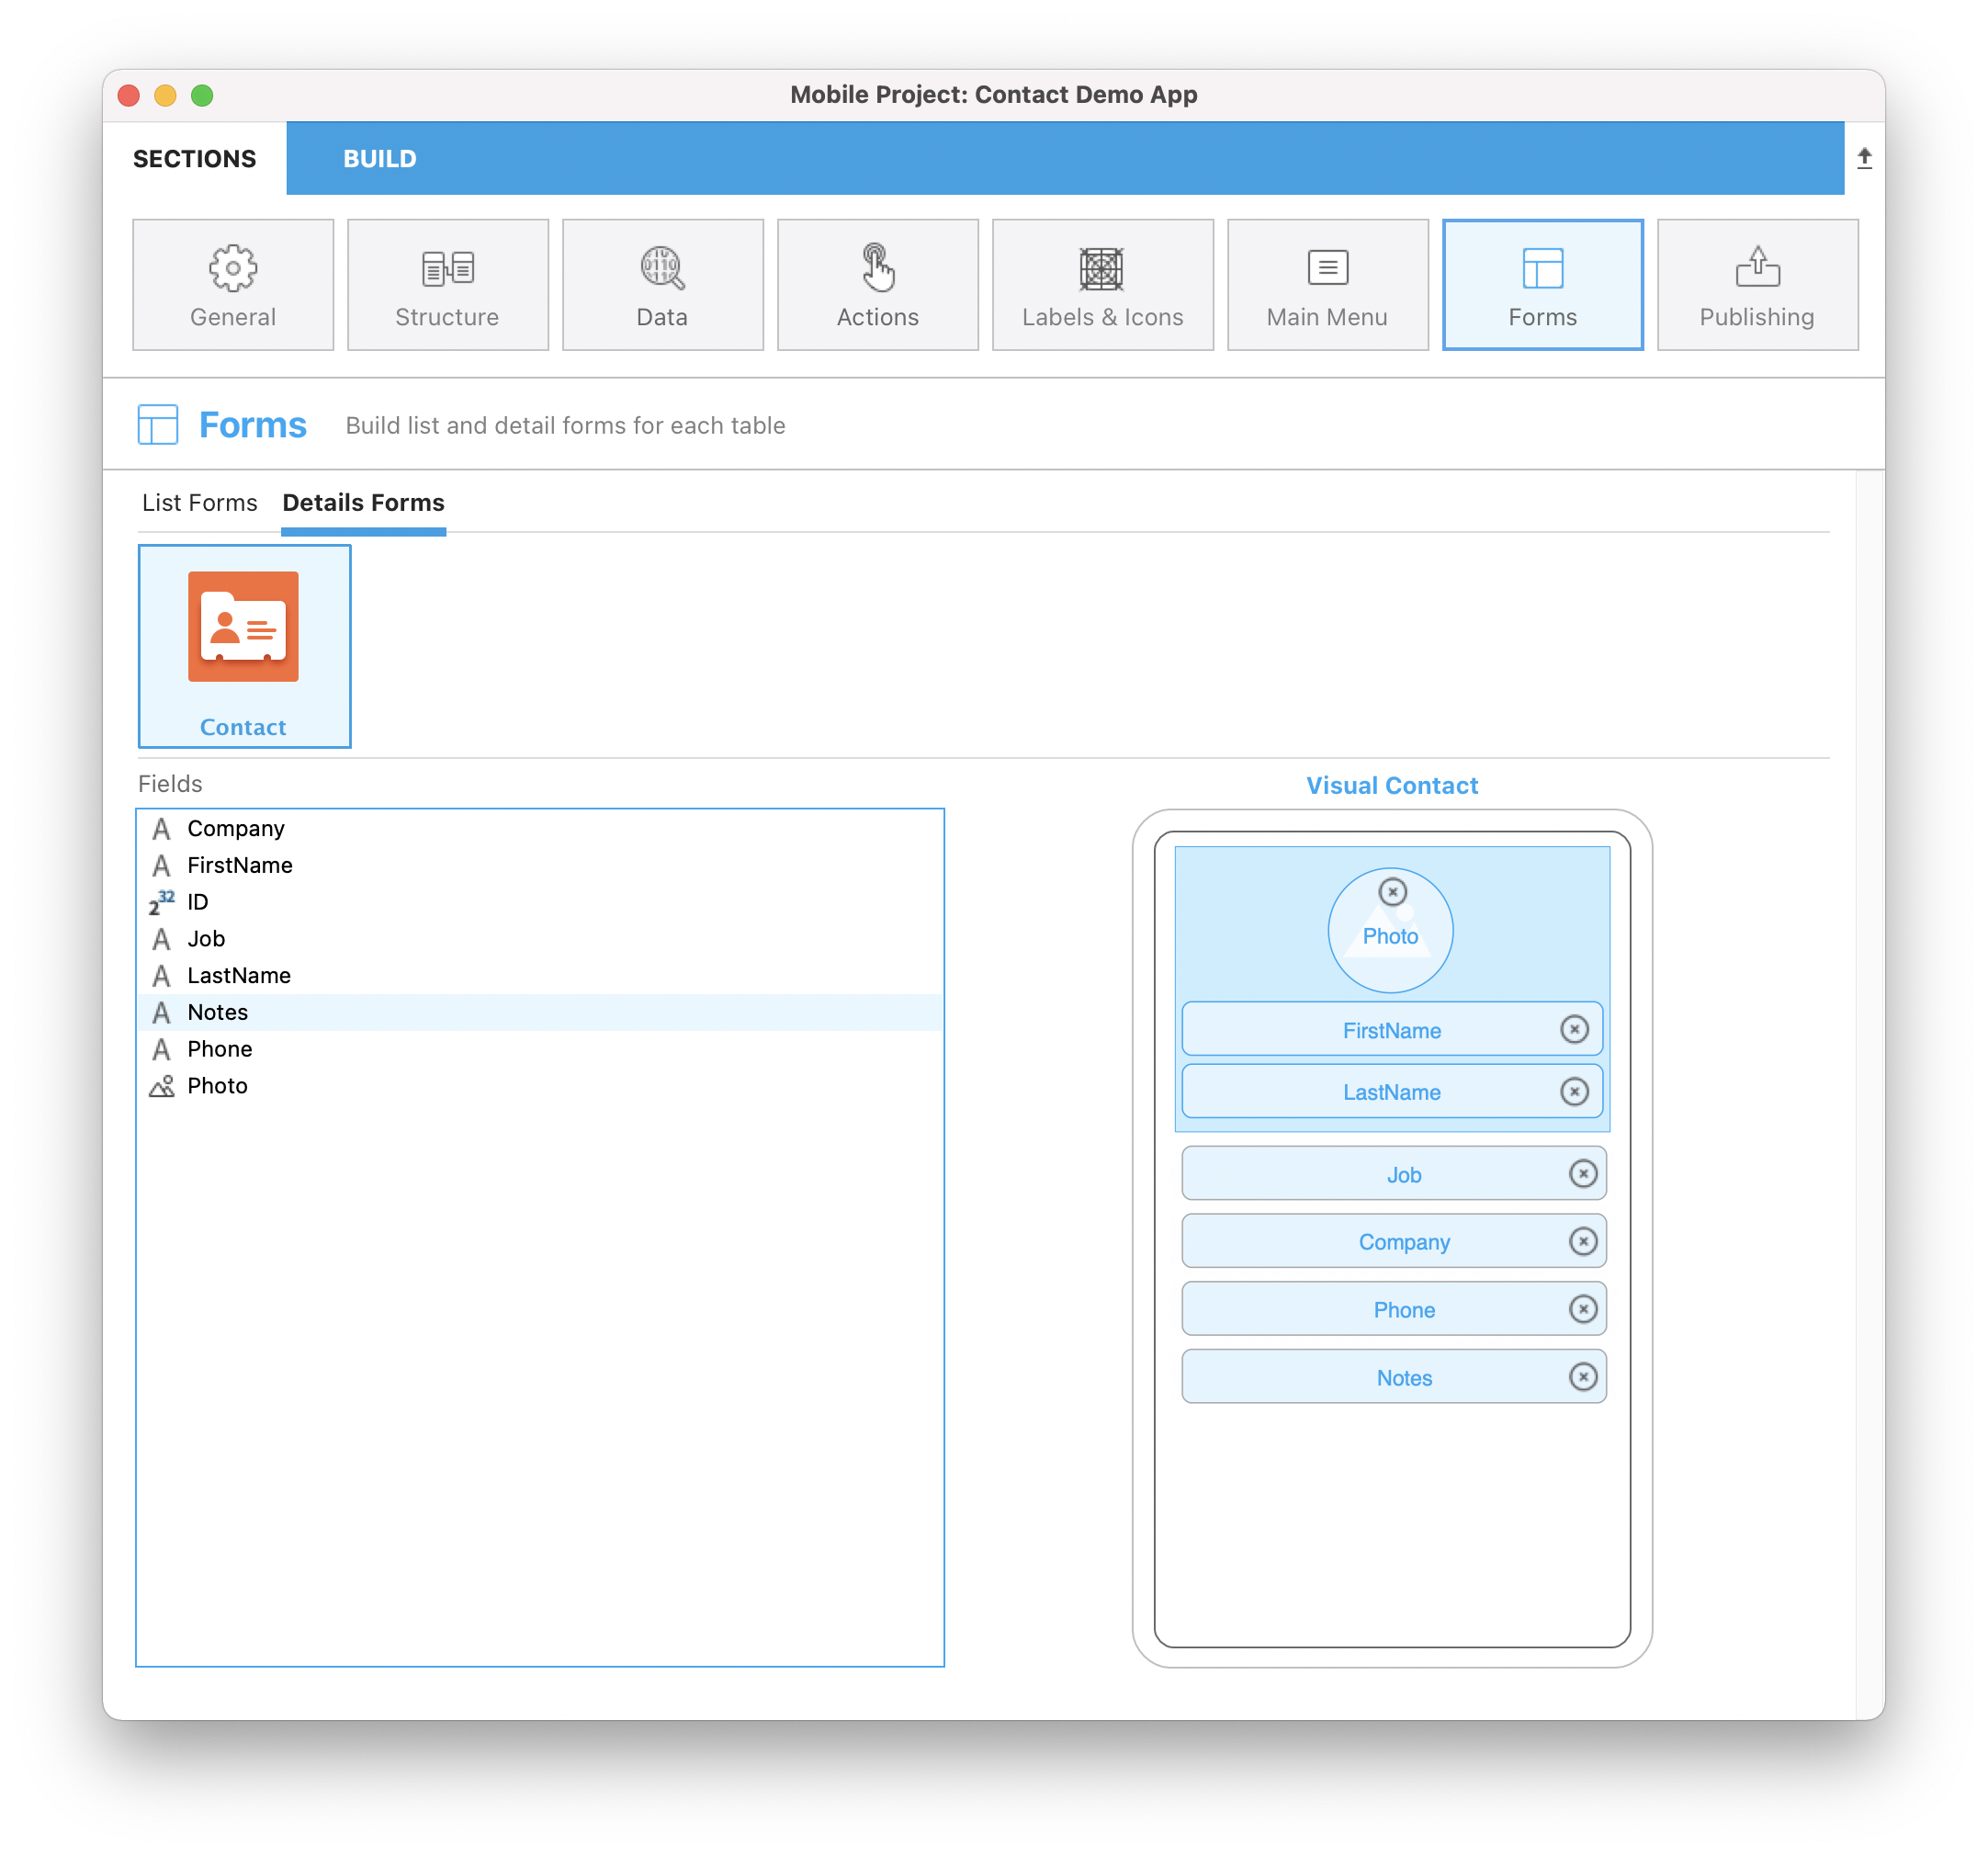 Mobile Project: Contact Demo App
SECTIONS BUILD
General Structure Data Actions Labels & Icons Main Menu Forms Publishing
Forms Build list and detail forms for each table
List Forms Details Forms
Contact
Fields
Company
FirstName
2 32 ID
Job
LastName
Notes
Phone
Photo
Visual Contact
Photo
FirstName
LastName
Job
Company
Phone
Notes